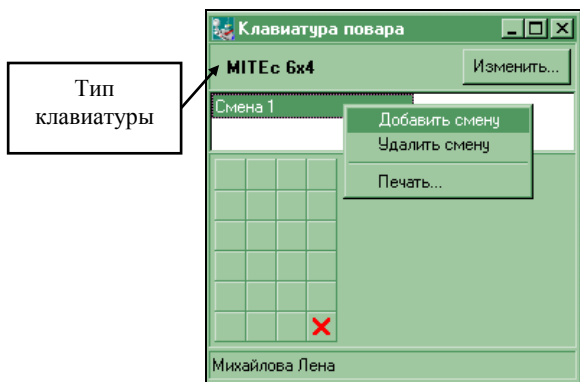 Клавиатура повара
MITEc 6x4
Изменить...
Тип
клавиатуры
Смена 1
Добавить смену
Удалить смену
Печать...
Михайлова Лена